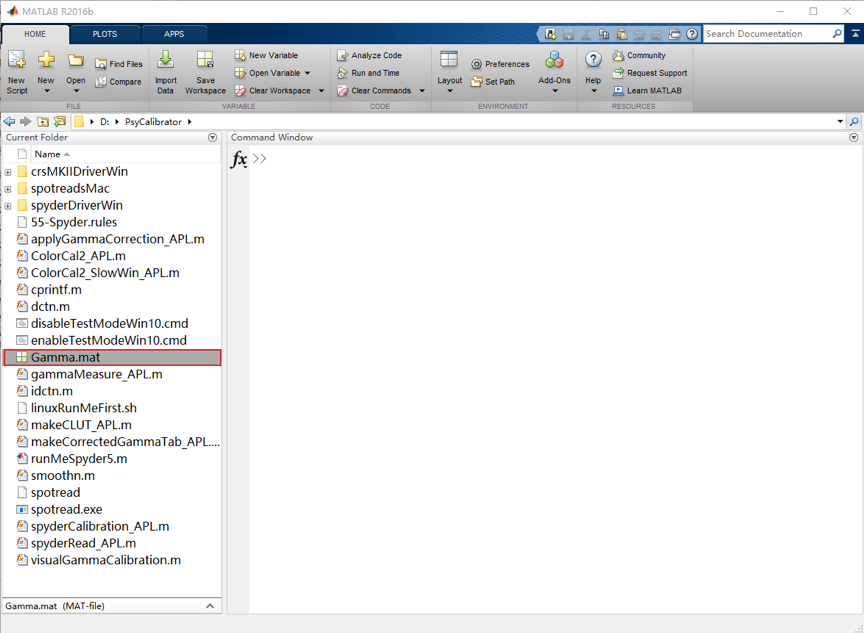 MATLAB R2016b
HOME PLOTS APPS
Search Documentation
New Script
New
Open
Find Files
Compare
Import Data
Save Workspace
New Variable
Open Variable
Clear Workspace
Analyze Code
Run and Time
Clear Commands
Layout
Preferences
Set Path
Add-Ons
Help
Community
Request Support
Learn MATLAB
FILE VARIABLE CODE ENVIRONMENT RESOURCES
D: PsyCalibrator
Current Folder
Name
crsMKIIDriverWin
spotreadsMac
spyderDriverWin
55-Spyder.rules
applyGammaCorrection_APL.m
ColorCal2_APL.m
ColorCal2_SlowWin_APL.m
cprintf.m
dctn.m
disableTestModeWin10.cmd
enableTestModeWin10.cmd
Gamma.mat
gammaMeasure_APL.m
idctn.m
linuxRunMeFirst.sh
makeCLUT_APL.m
makeCorrectedGammaTab_APL....
runMeSpyder5.m
smoothn.m
spotread
spotread.exe
spyderCalibration_APL.m
spyderRead_APL.m
visualGammaCalibration.m
Gamma.mat (MAT-file)
Command Window
fx >>